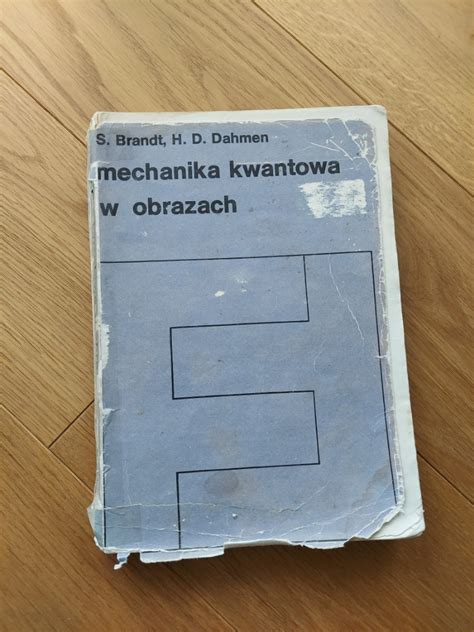 S. Brandt, H. D. Dahmen
mechanika kwantowa
w obrazach